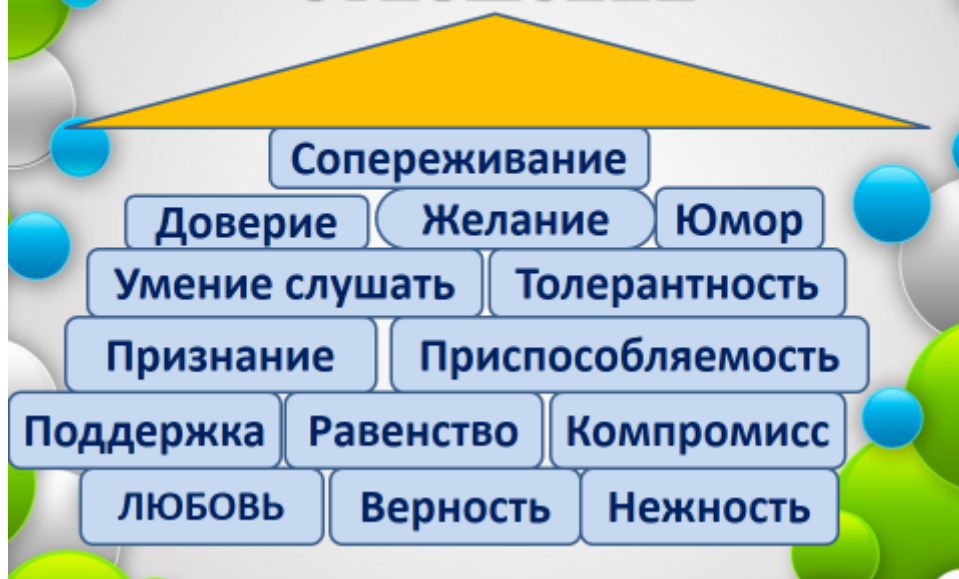 Сопереживание
Доверие Желание Юмор
Умение слушать Толерантность
Признание Приспособляемость
Поддержка Равенство Компромисс
ЛЮБОВЬ Верность Нежность